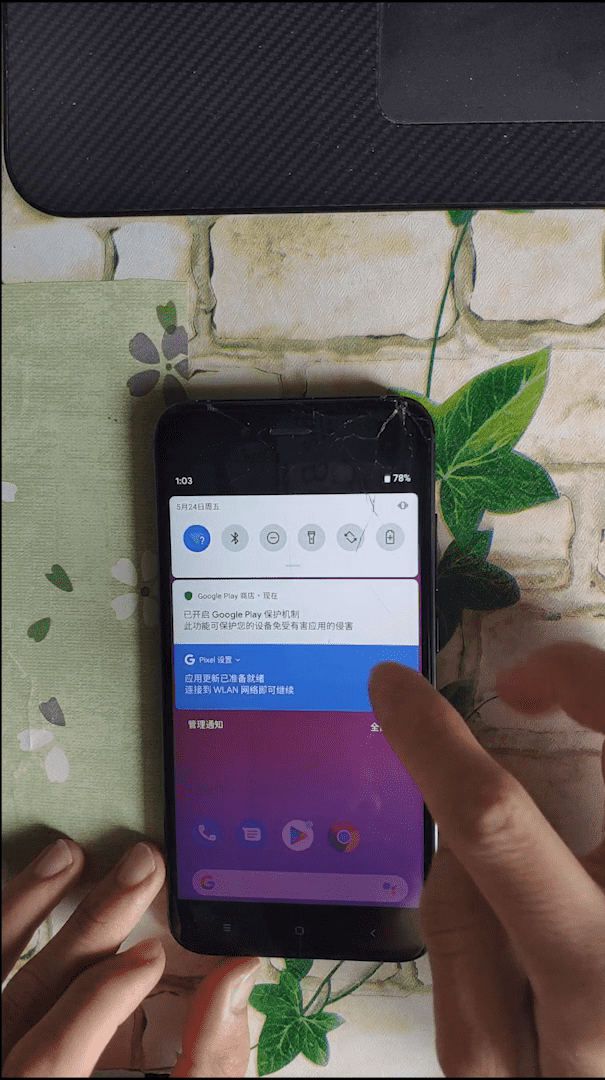 1:03
78%
5月24日周五
?
Google Play 商店 • 现在
已开启 Google Play 保护机制
此功能可保护您的设备免受有害应用的侵害
G Pixel 设置
应用更新已准备就绪
连接到 WLAN 网络即可继续
管理通知
全
G